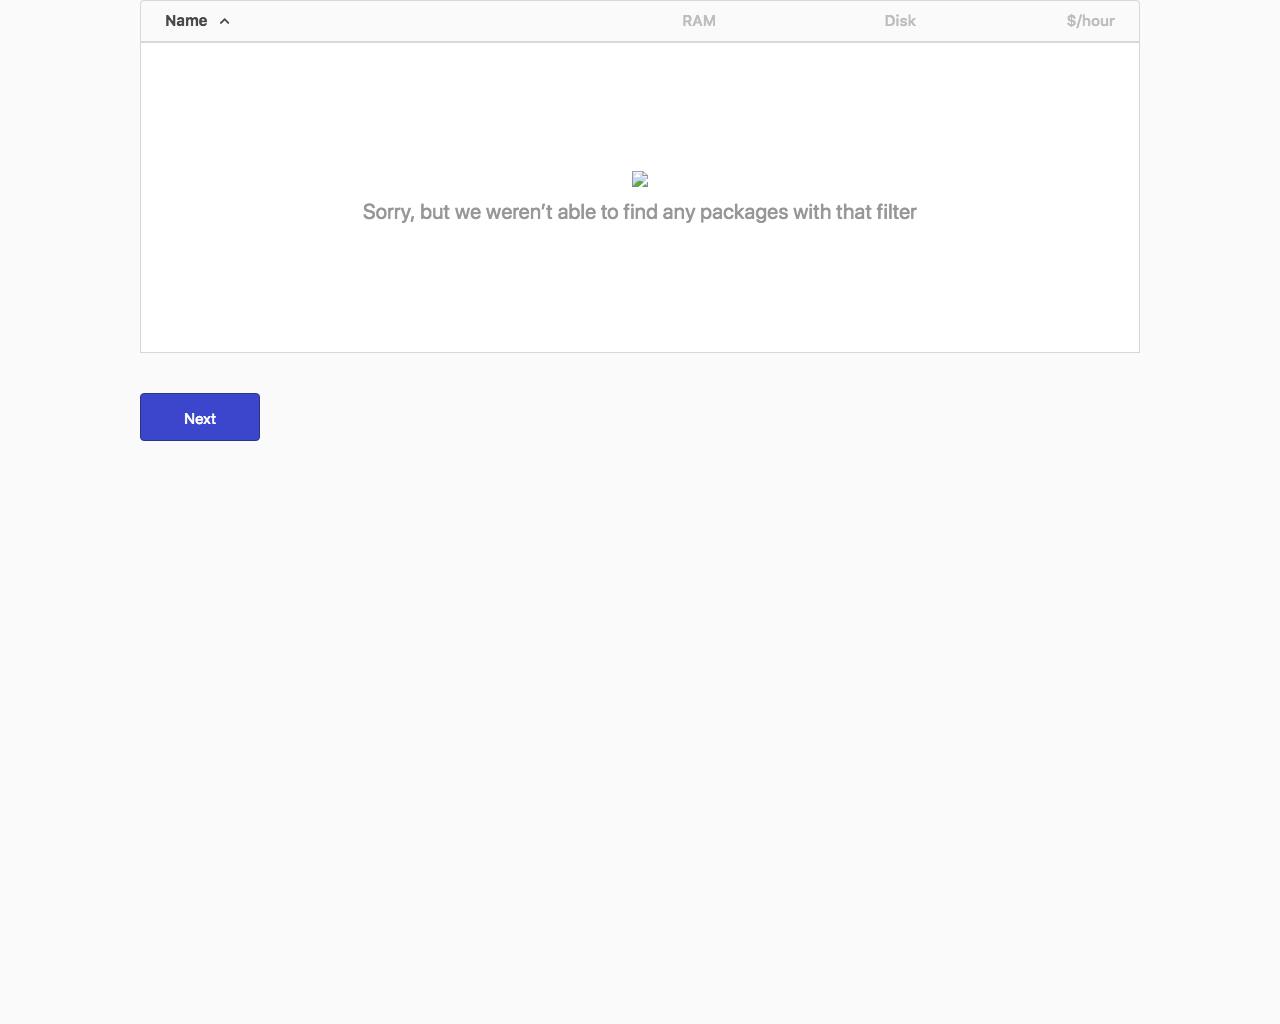 Name RAM Disk $/hour
Sorry, but we weren’t able to find any packages with that filter
Next